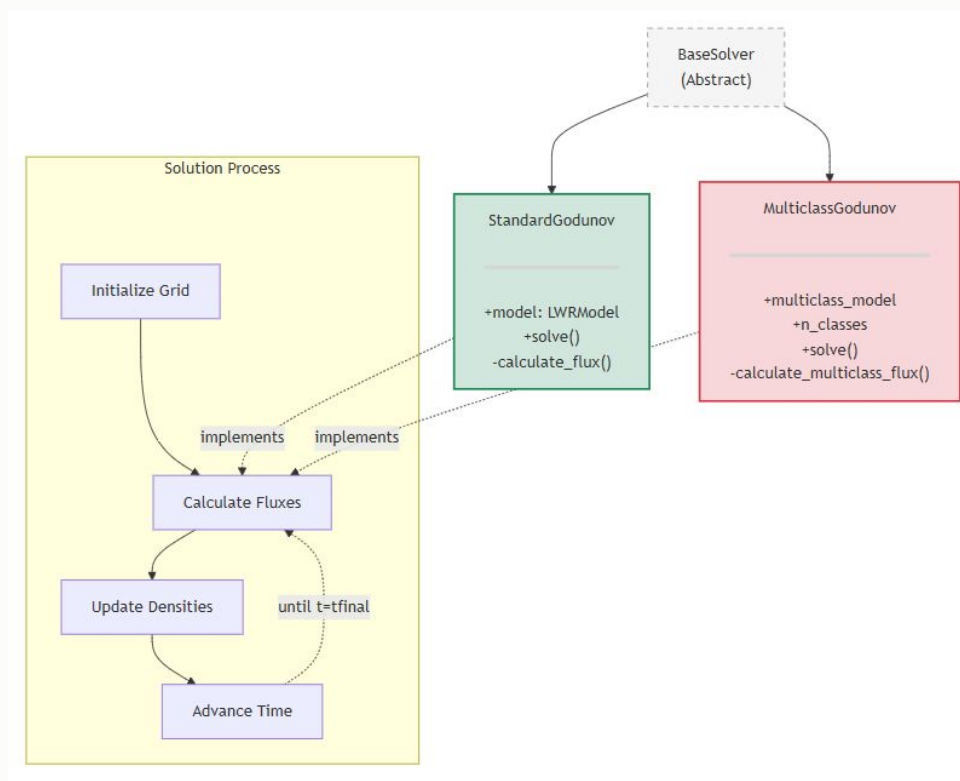 BaseSolver
(Abstract)
Solution Process
StandardGodunov
+model: LWRModel
+solve()
-calculate_flux()
MulticlassGodunov
+multiclass_model
+n_classes
+solve()
-calculate_multiclass_flux()
Initialize Grid
implements
implements
Calculate Fluxes
Update Densities
until t=tfinal
Advance Time